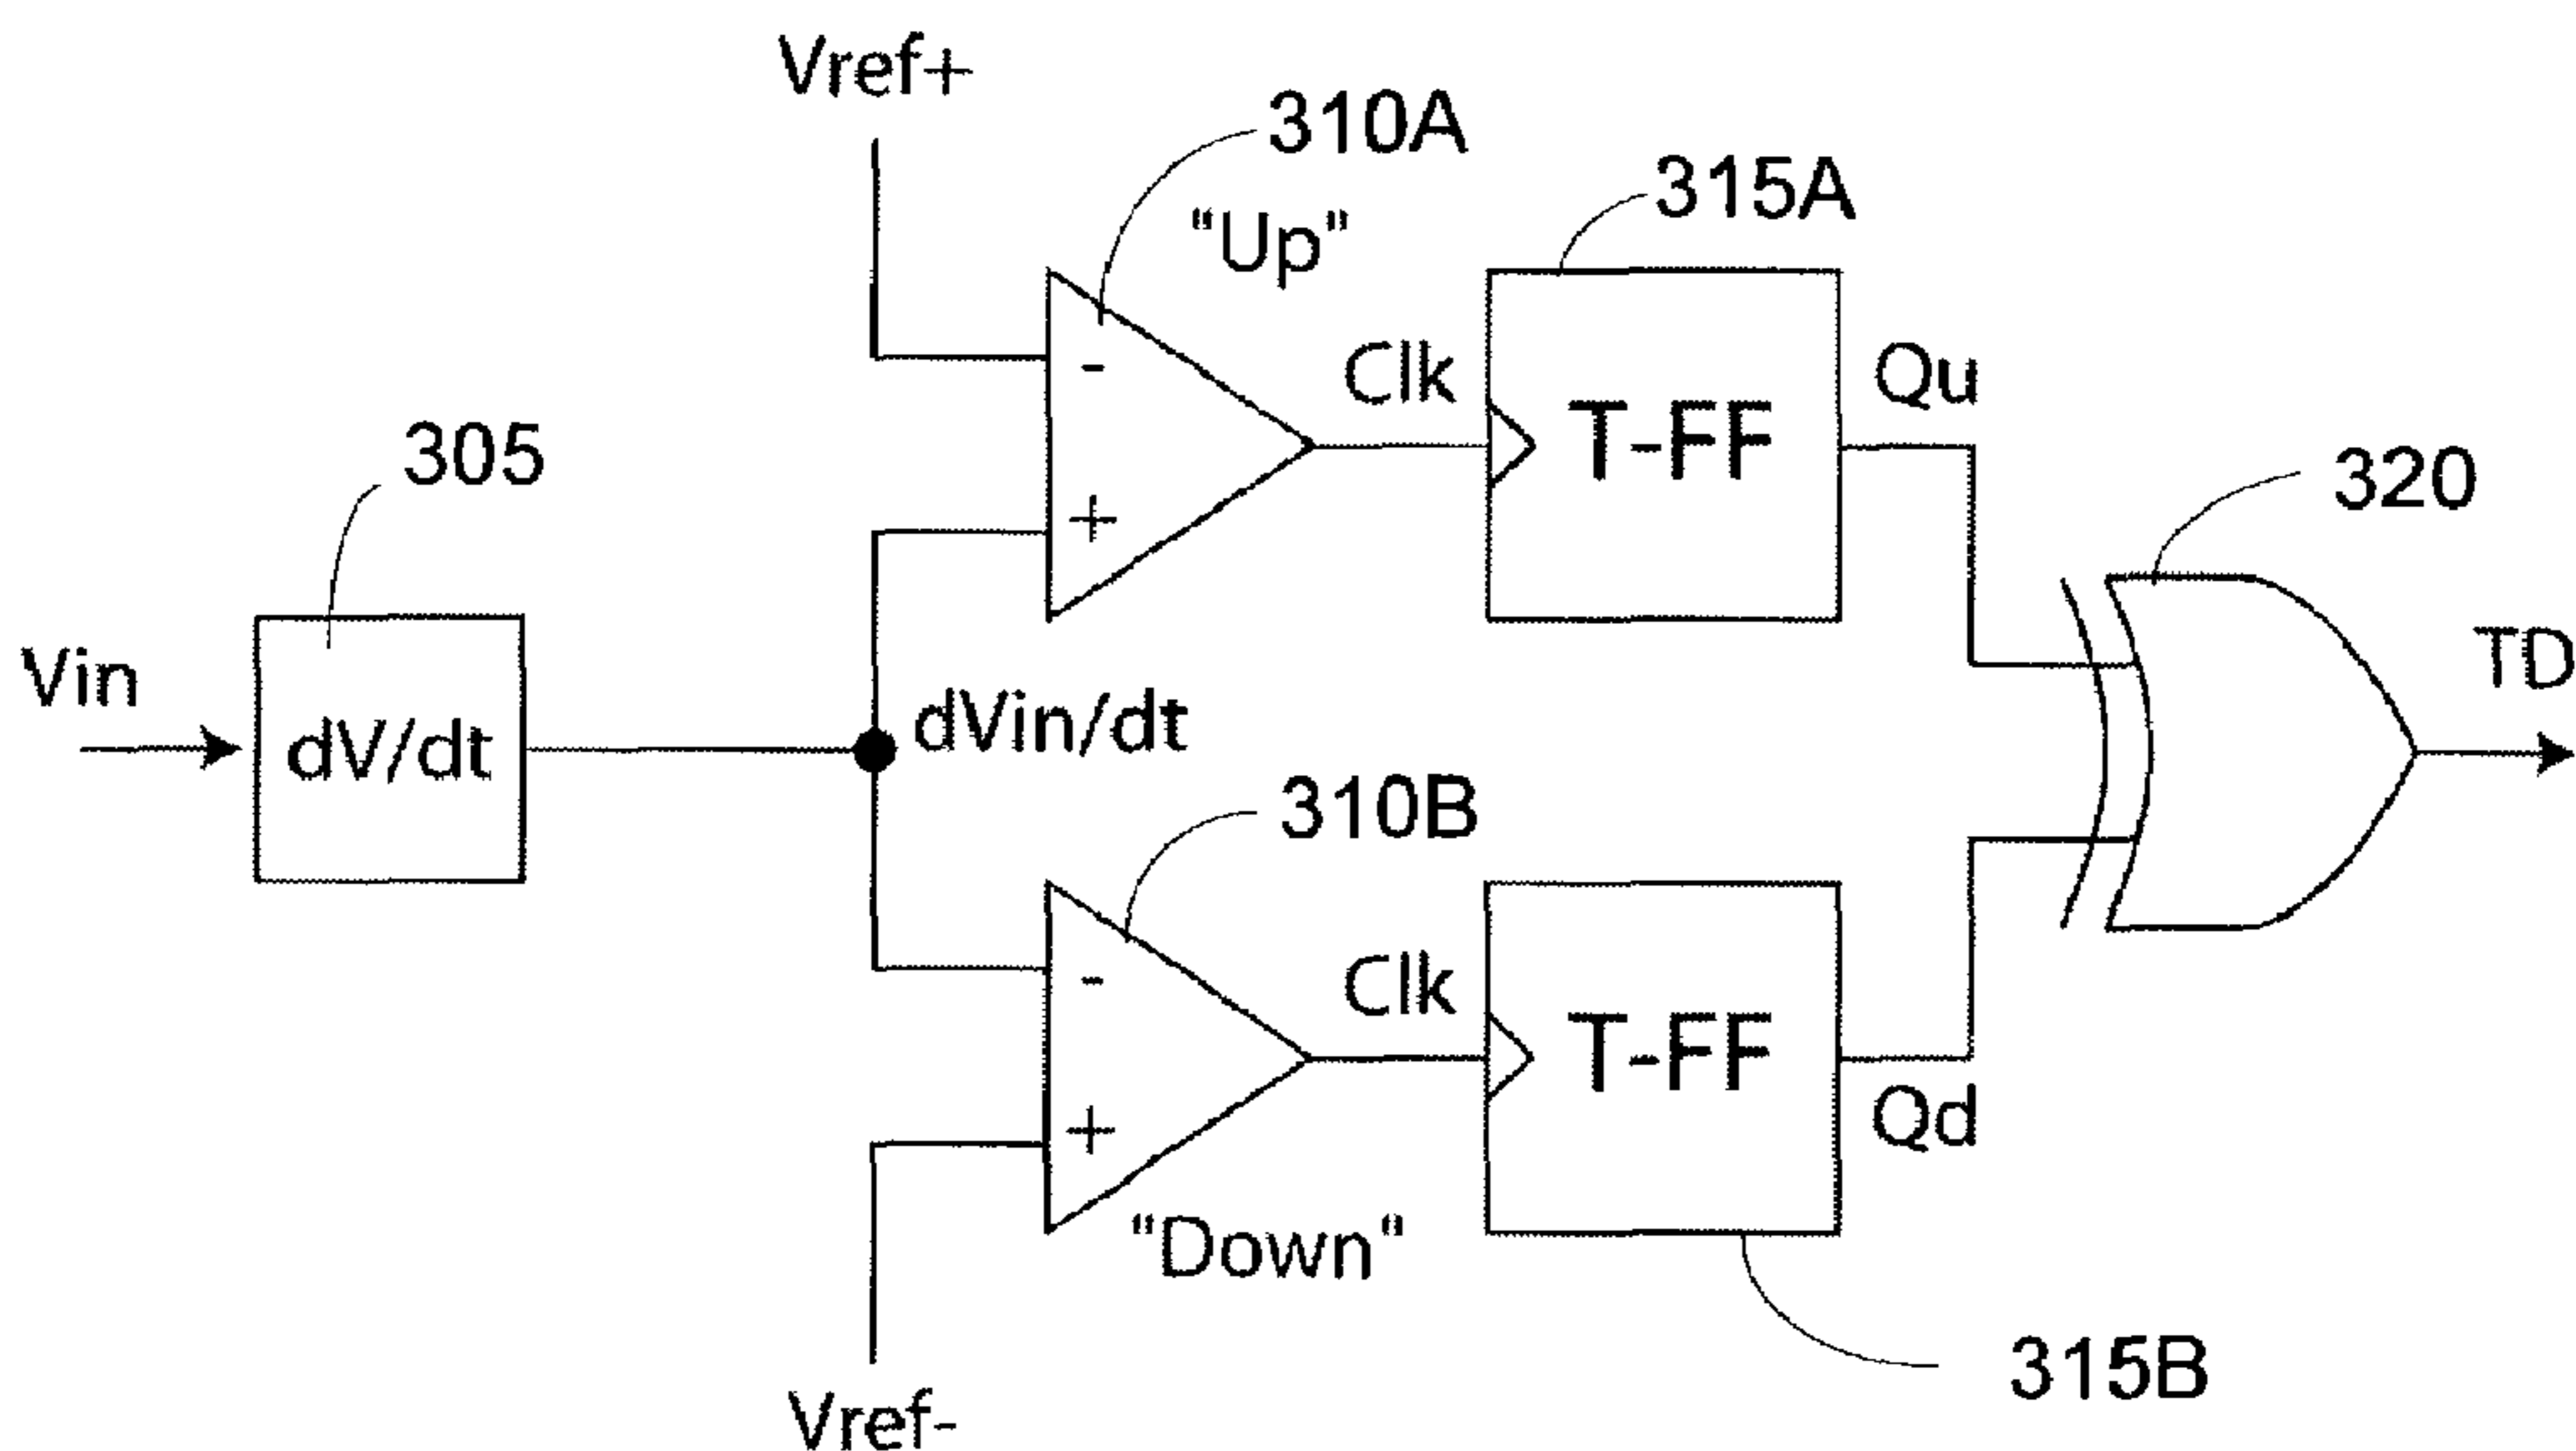 Vref+
310A
"Up"
315A
Clk
T-FF
Qu
305
320
Vin
dV/dt
dVin/dt
TD
310B
Clk
T-FF
Qd
"Down"
315B
Vref-